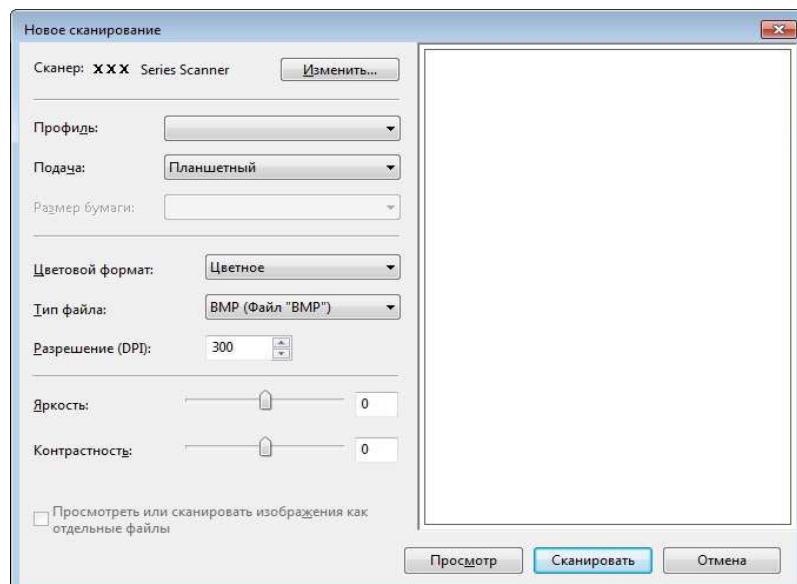 Новое сканирование
Сканер: XXX Series Scanner Изменить...
Профиль:
Подача: Планшетный
Размер бумаги:
Цветовой формат: Цветное
Тип файла: BMP (Файл "BMP")
Разрешение (DPI): 300
Яркость: 0
Контрастность: 0
Просмотреть или сканировать изображения как
отдельные файлы
Просмотр Сканировать Отмена